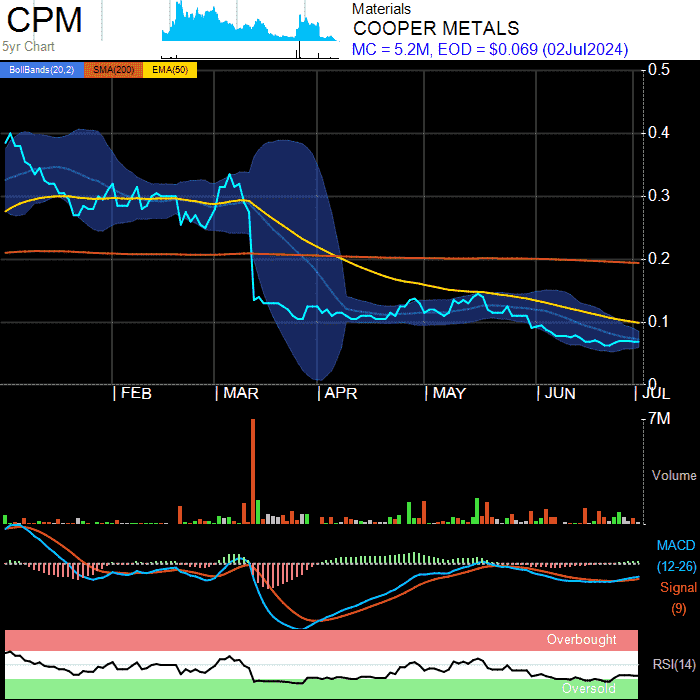 CPM
5yr Chart
Materials
COOPER METALS
MC = 5.2M, EOD = $0.069 (02Jul2024)
BollBands(20,2) SMA(200) EMA(50)
0.5
0.4
0.3
0.2
0.1
0
FEB MAR APR MAY JUN JUL
7M
Volume
MACD
(12-26)
Signal
(9)
Overbought
RSI(14)
Oversold